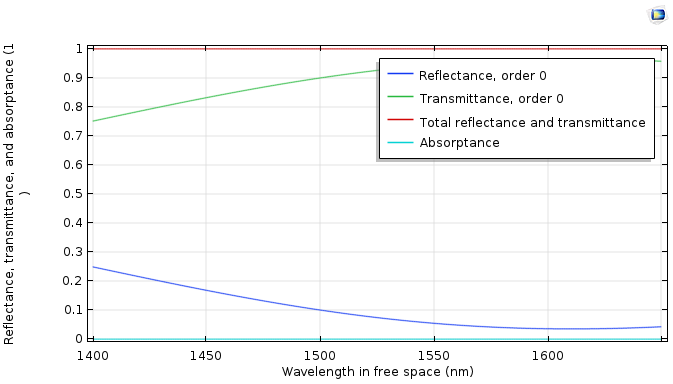 1
0.9
0.8
0.7
0.6
0.5
0.4
0.3
0.2
0.1
0
Reflectance, transmittance, and absorptance (1
)
Reflectance, order 0
Transmittance, order 0
Total reflectance and transmittance
Absorptance
1400 1450 1500 1550 1600
Wavelength in free space (nm)